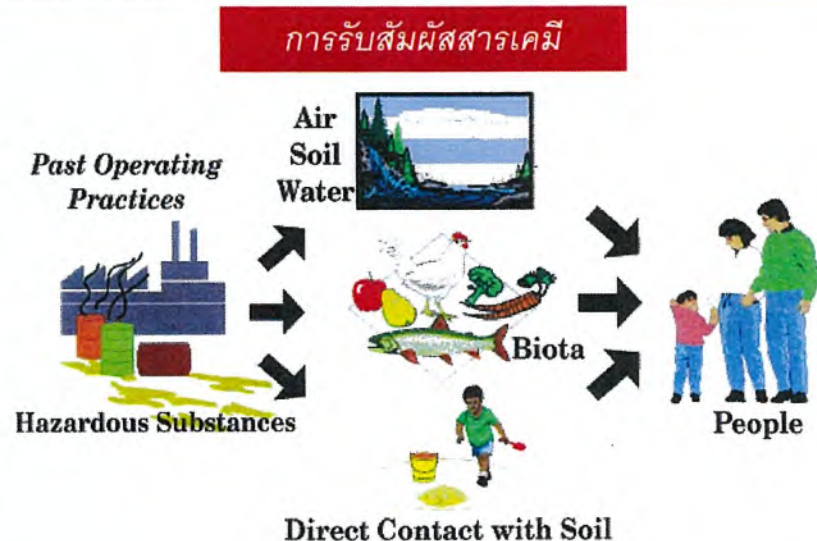 การรับสัมผัสสารเคมี
Past Operating
Practices
Hazardous Substances
Air
Soil
Water
Biota
Direct Contact with Soil
People